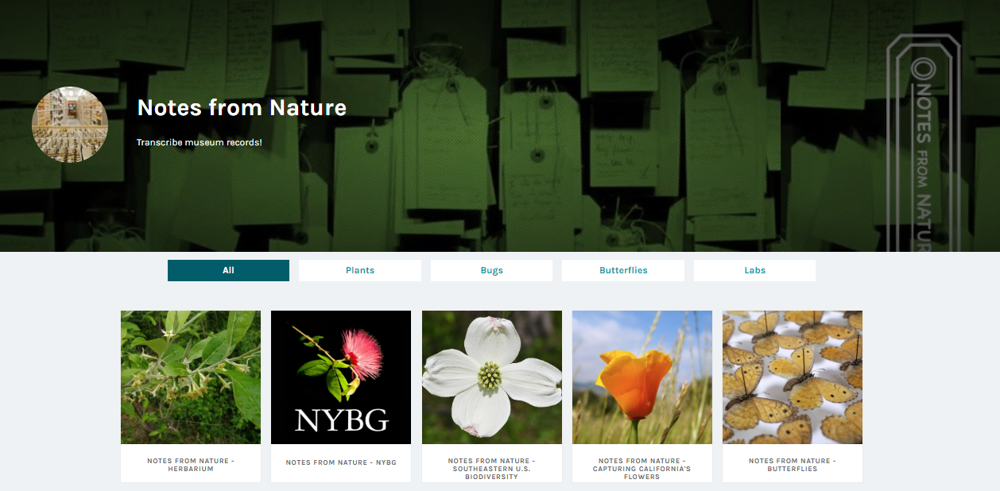 Notes from Nature
Transcribe museum records!
NOTES FROM NATUR
All
Plants
Bugs
Butterflies
Labs
NYBG
NOTES FROM NATURE -
HERBARIUM
NOTES FROM NATURE - NYBG
NOTES FROM NATURE -
SOUTHEASTERN U.S.
BIODIVERSITY
NOTES FROM NATURE -
CAPTURING CALIFORNIA'S
FLOWERS
NOTES FROM NATURE -
BUTTERFLIES